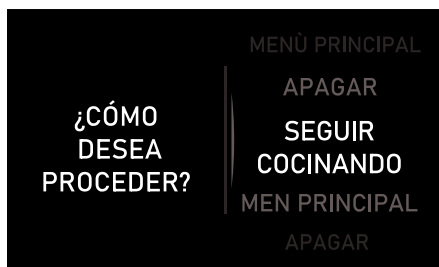 ¿CÓMO
DESEA
PROCEDER?
MENÙ PRINCIPAL
APAGAR
SEGUIR
COCINANDO
MEN PRINCIPAL
APAGAR